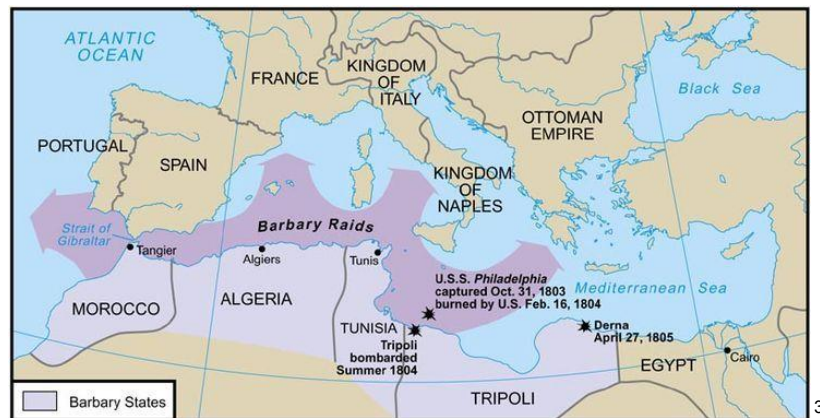 ATLANTIC
OCEAN
FRANCE
KINGDOM
OF
ITALY
Black Sea
OTTOMAN
EMPIRE
PORTUGAL
SPAIN
KINGDOM
OF
NAPLES
Barbary Raids
Strait of
Gibraltar
Tangier
Algiers
Tunis
U.S.S. Philadelphia
captured Oct. 31, 1803
burned by U.S. Feb. 16, 1804
Mediterranean Sea
MOROCCO
ALGERIA
TUNISIA
Tripoli
bombarded
Summer 1804
Derna
April 27, 1805
EGYPT
Cairo
TRIPOLI
Barbary States
3